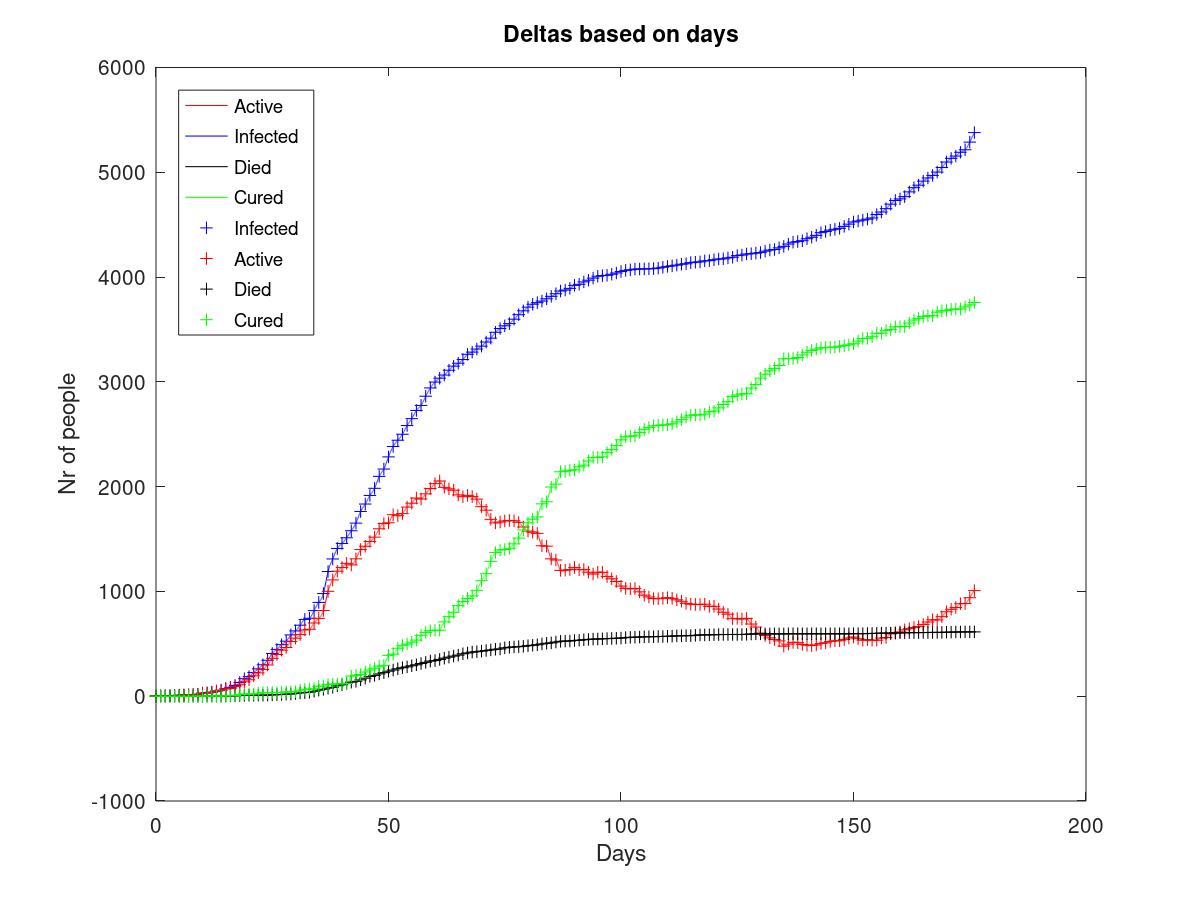 Deltas based on days
6000
5000
4000
3000
2000
1000
0
-1000
Nr of people
Active
Infected
Died
Cured
Infected
Active
Died
Cured
0 50 100 150 200
Days